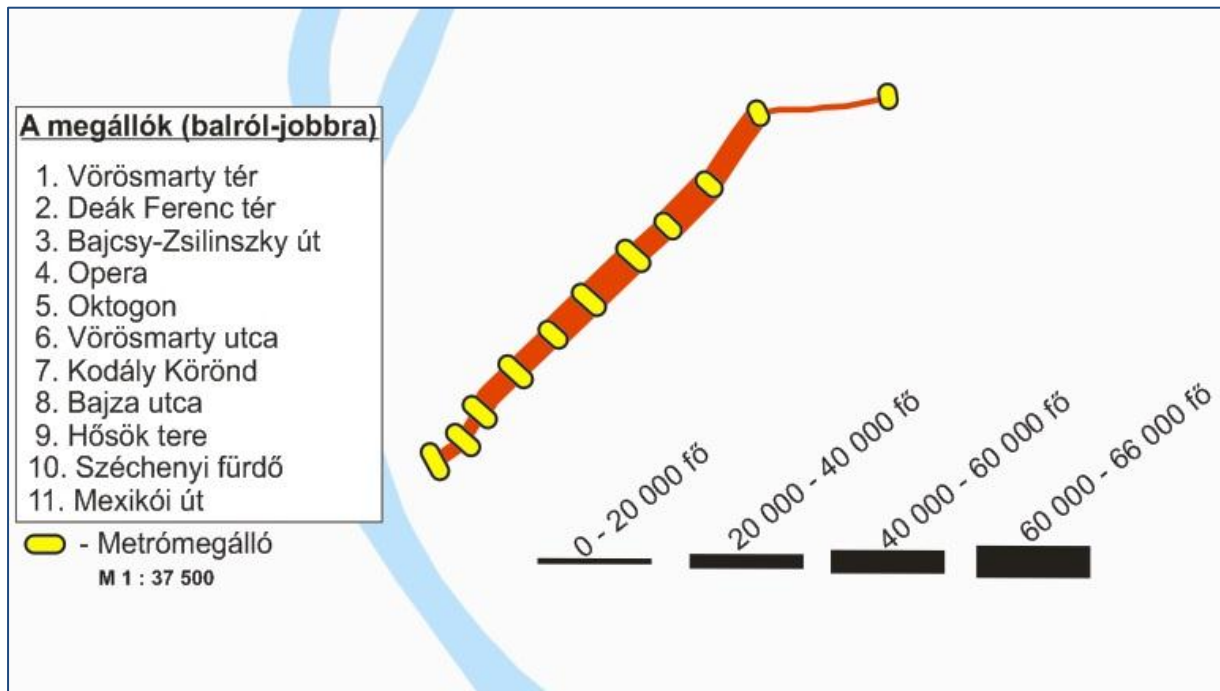 A megállók (balról-jobbra)
1. Vörösmarty tér
2. Deák Ferenc tér
3. Bajcsy-Zsilinszky út
4. Opera
5. Oktogon
6. Vörösmarty utca
7. Kodály Körönd
8. Bajza utca
9. Hősök tere
10. Széchenyi fürdő
11. Mexikói út
- Metrómegálló
M 1 : 37 500
0 - 20 000 fő
20 000 - 40 000 fő
40 000 - 60 000 fő
60 000 - 66 000 fő